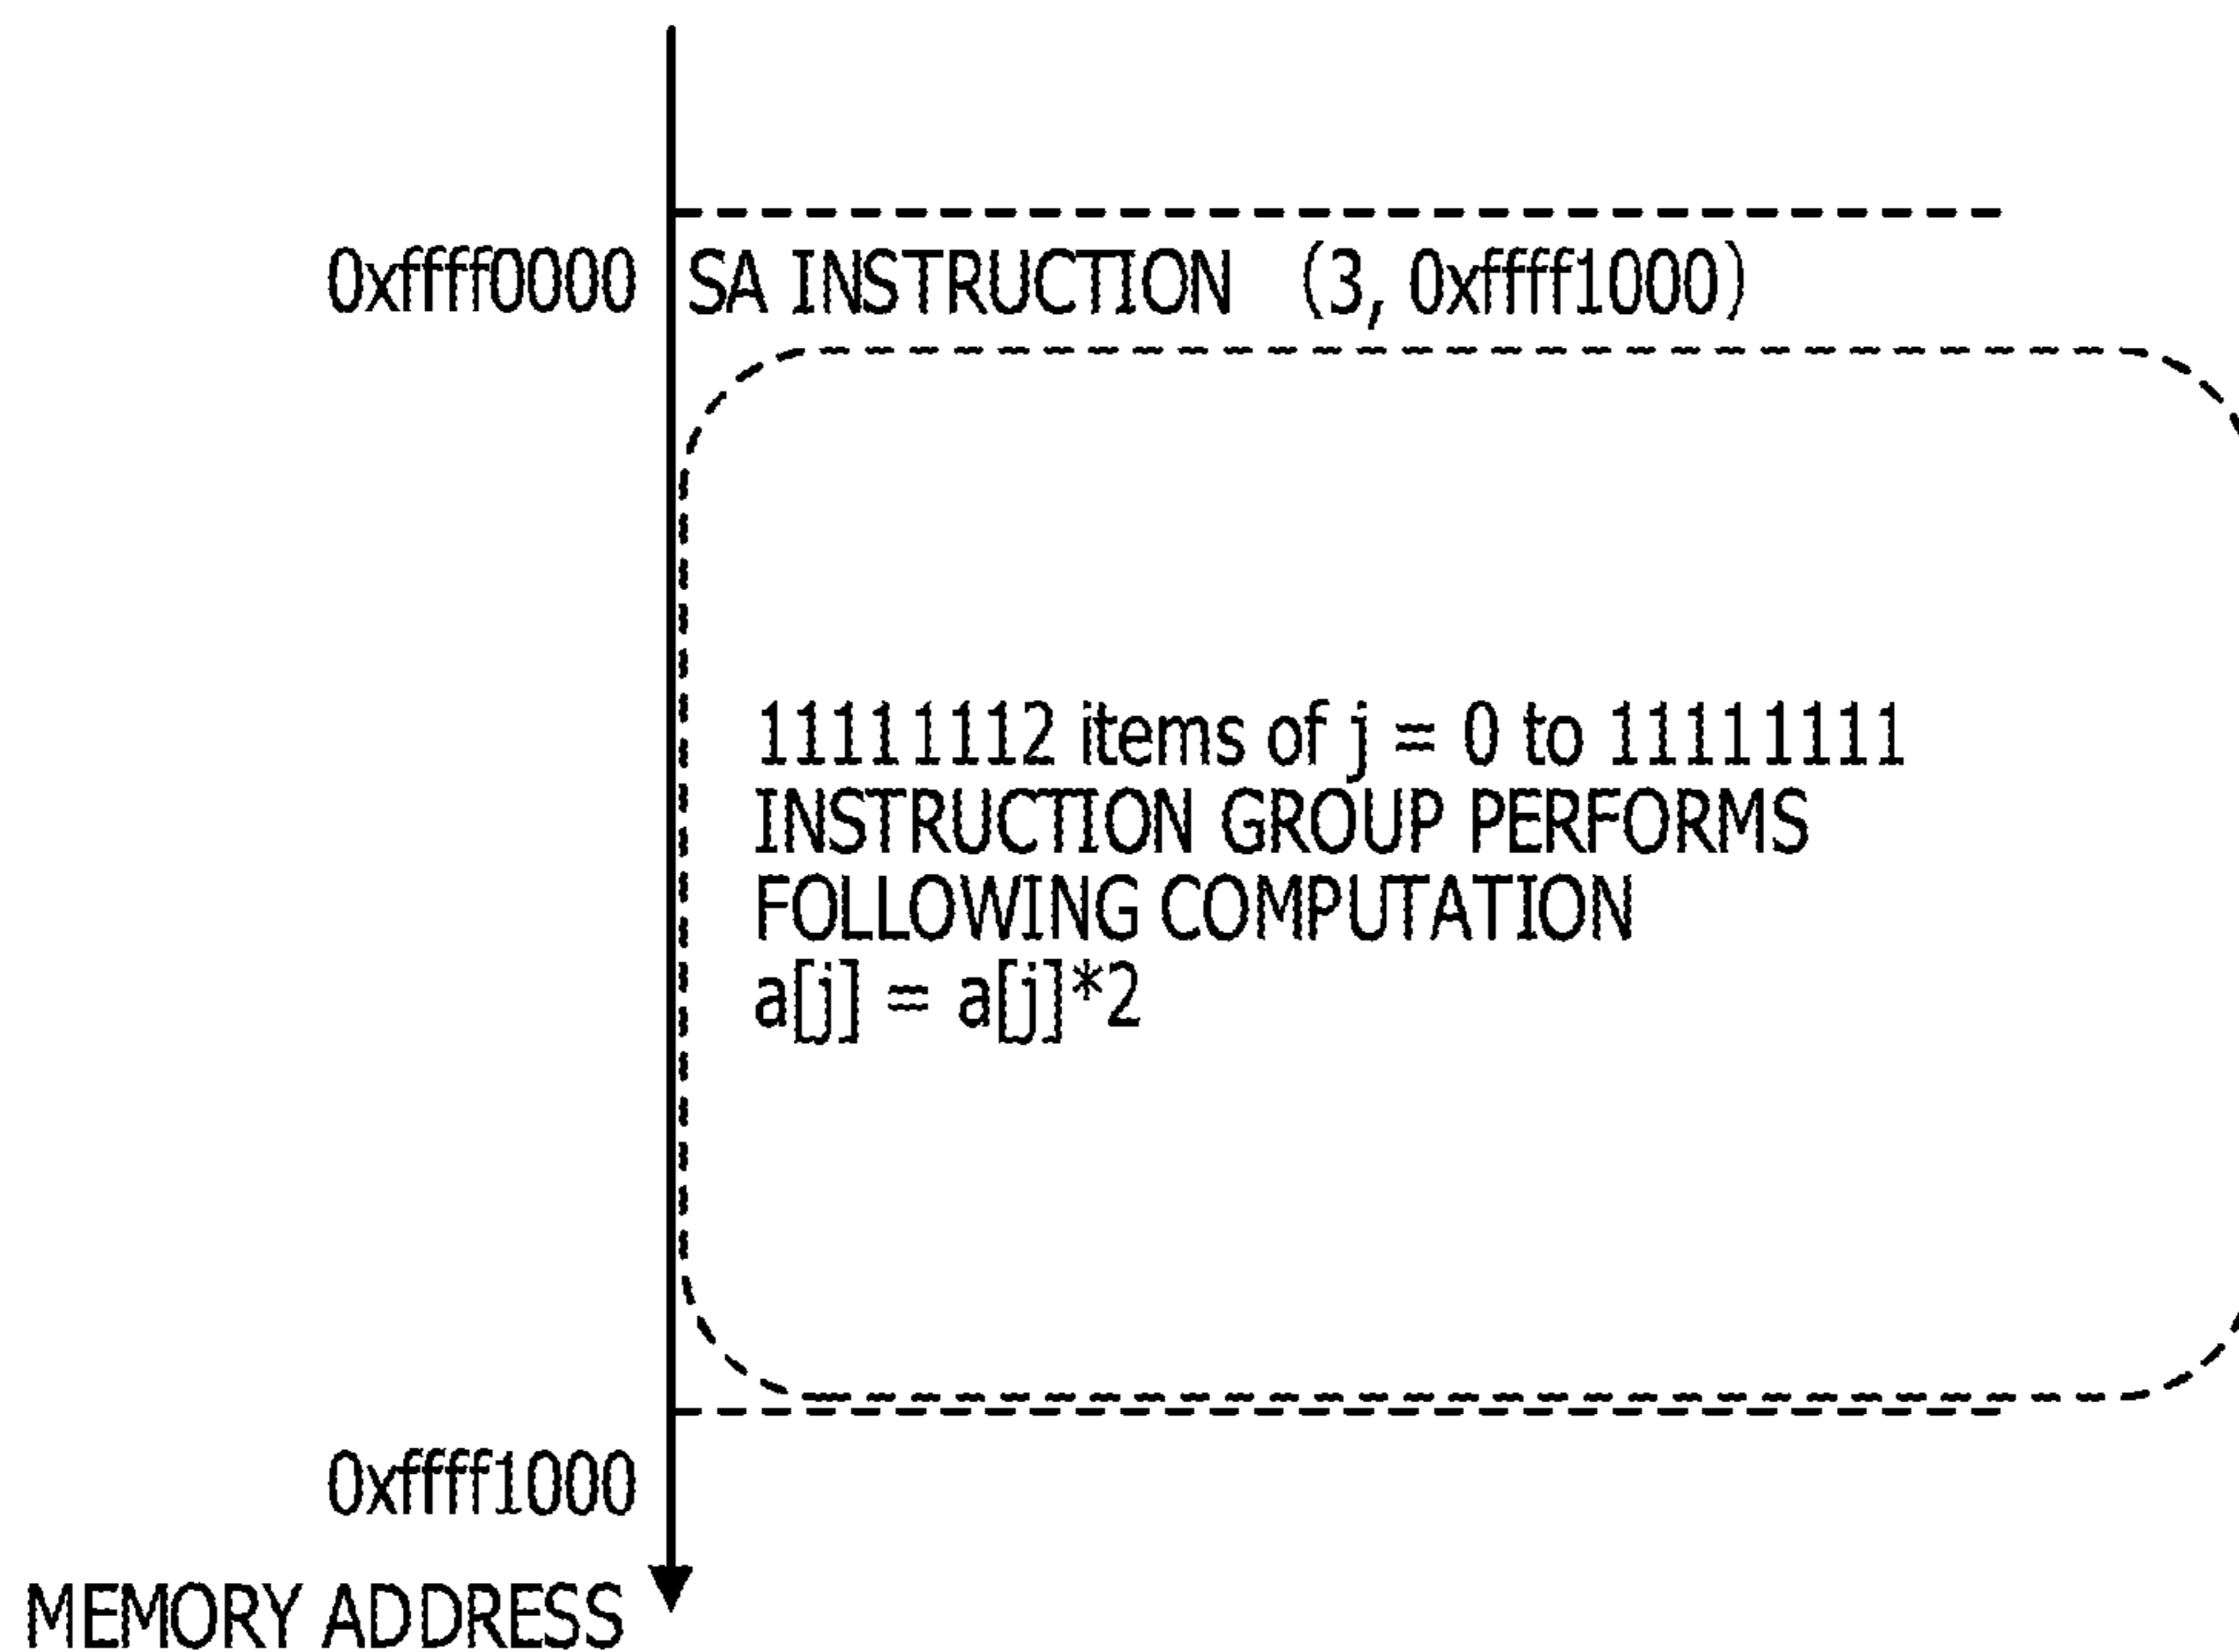 0xffff0000 SA INSTRUCTION (3, 0xffff1000)
11111112 items of j = 0 to 11111111
INSTRUCTION GROUP PERFORMS
FOLLOWING COMPUTATION
a[j] = a[j]*2
0xffff1000
MEMORY ADDRESS